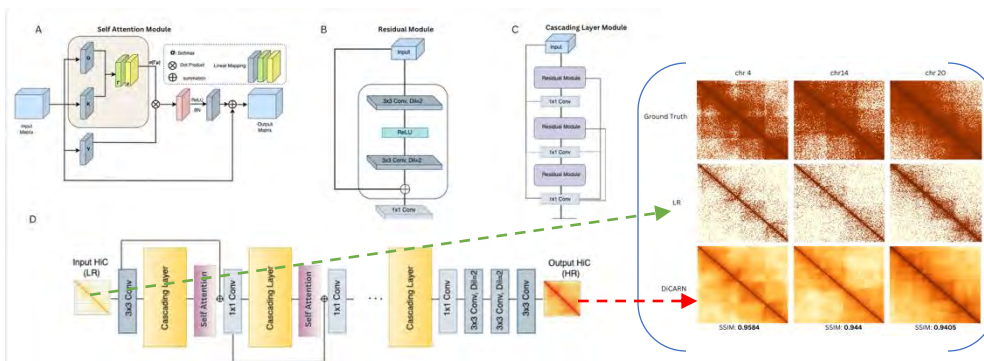 A
Self Attention Module
Q
K
V
σ: Softmax
Dot Product
summation
Linear Mapping
ReLU
BN
Input
Matrix
Output
Matrix
B
Residual Module
Input
3x3 Conv, Dil=2
ReLU
3x3 Conv, Dil=2
1x1 Conv
C
Cascading Layer Module
Input
Residual Module
1x1 Conv
Residual Module
1x1 Conv
Residual Module
1x1 Conv
D
Input HiC
(LR)
3x3 Conv
Cascading Layer
Self Attention
1x1 Conv
Cascading Layer
Self Attention
1x1 Conv
...
Cascading Layer
1x1 Conv
3x3 Conv, Dil=2
3x3 Conv, Dil=2
3x3 Conv
Output HiC
(HR)
chr 4
chr14
chr 20
Ground Truth
LR
DiCARN
SSIM: 0.9584
SSIM: 0.944
SSIM: 0.9405